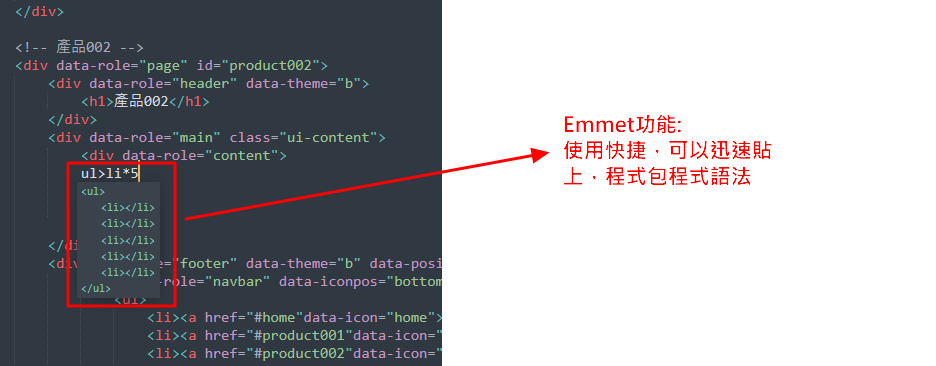 </div>
<!-- 產品002 -->
<div data-role="page" id="product002">
<div data-role="header" data-theme="b">
<h1>產品002</h1>
</div>
<div data-role="main" class="ui-content">
<div data-role="content">
ul>li*5
<ul>
<li></li>
<li></li>
<li></li>
<li></li>
<li></li>
</ul>
</di
<di e="footer" data-theme="b" data-posi
-role="navbar" data-iconpos="bottom
<ul>
<li><a href="#home"data-icon="home">
<li><a href="#product001"data-icon="
<li><a href="#product002"data-icon="
Emmet功能:
使用快捷，可以迅速貼
上，程式包程式語法